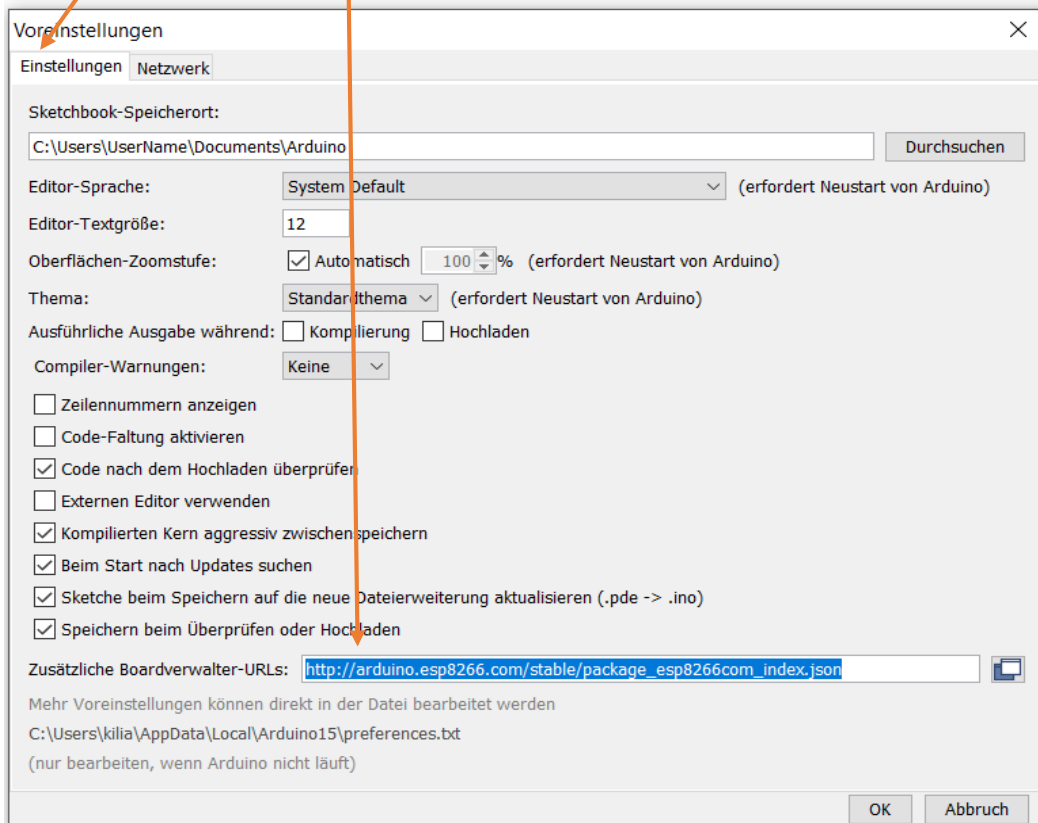 Voreinstellungen
Einstellungen Netzwerk
Sketchbook-Speicherort:
C:\Users\UserName\Documents\Arduino Durchsuchen
Editor-Sprache: System Default (erfordert Neustart von Arduino)
Editor-Textgröße: 12
Oberflächen-Zoomstufe: Automatisch 100 % (erfordert Neustart von Arduino)
Thema: Standardthema (erfordert Neustart von Arduino)
Ausführliche Ausgabe während: Kompilierung Hochladen
Compiler-Warnungen: Keine
Zeilennummern anzeigen
Code-Faltung aktivieren
Code nach dem Hochladen überprüfen
Externen Editor verwenden
Kompilierten Kern aggressiv zwischenspeichern
Beim Start nach Updates suchen
Sketche beim Speichern auf die neue Dateierweiterung aktualisieren (.pde -> .ino)
Speichern beim Überprüfen oder Hochladen
Zusätzliche Boardverwalter-URLs: http://arduino.esp8266.com/stable/package_esp8266com_index.json
Mehr Voreinstellungen können direkt in der Datei bearbeitet werden
C:\Users\kilia\AppData\Local\Arduino15\preferences.txt
(nur bearbeiten, wenn Arduino nicht läuft)
OK Abbruch